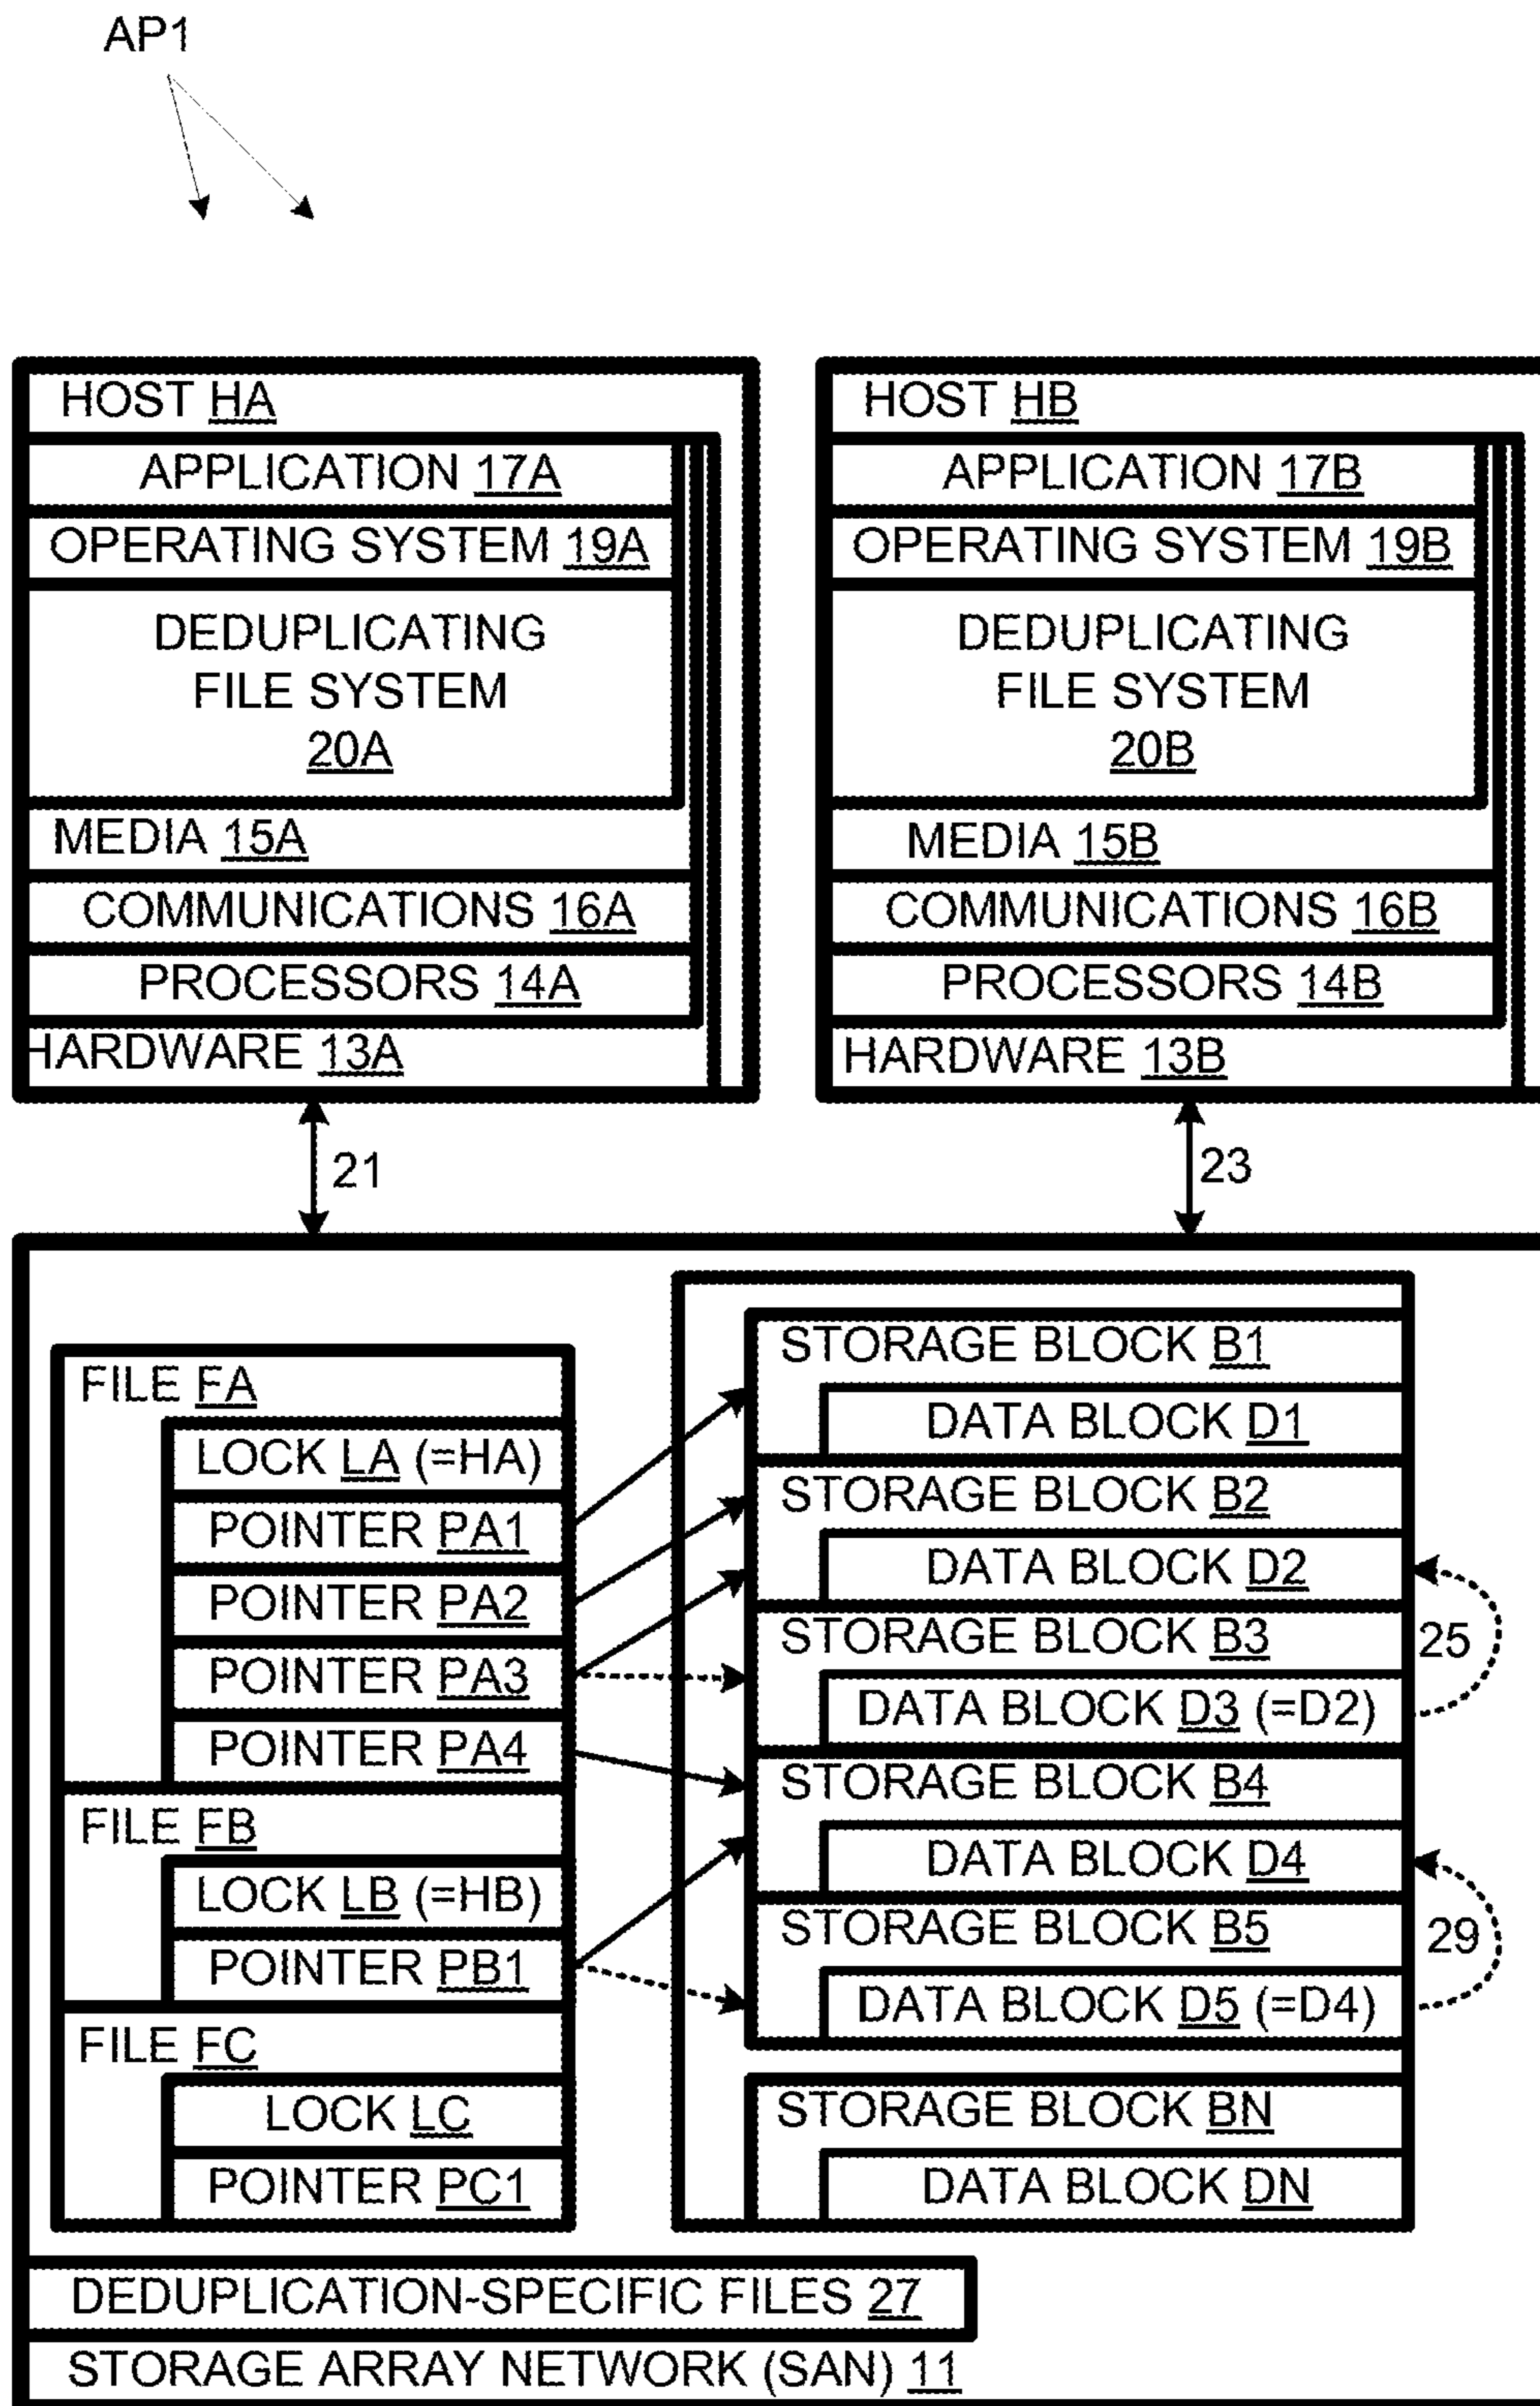 AP1
HOST HA
APPLICATION 17A
OPERATING SYSTEM 19A
DEDUPLICATING
FILE SYSTEM
20A
MEDIA 15A
COMMUNICATIONS 16A
PROCESSORS 14A
HARDWARE 13A
HOST HB
APPLICATION 17B
OPERATING SYSTEM 19B
DEDUPLICATING
FILE SYSTEM
20B
MEDIA 15B
COMMUNICATIONS 16B
PROCESSORS 14B
HARDWARE 13B
21
23
FILE FA
LOCK LA (=HA)
POINTER PA1
POINTER PA2
POINTER PA3
POINTER PA4
FILE FB
LOCK LB (=HB)
POINTER PB1
FILE FC
LOCK LC
POINTER PC1
STORAGE BLOCK B1
DATA BLOCK D1
STORAGE BLOCK B2
DATA BLOCK D2
STORAGE BLOCK B3
DATA BLOCK D3 (=D2)
25
STORAGE BLOCK B4
DATA BLOCK D4
STORAGE BLOCK B5
DATA BLOCK D5 (=D4)
29
STORAGE BLOCK BN
DATA BLOCK DN
DEDUPLICATION-SPECIFIC FILES 27
STORAGE ARRAY NETWORK (SAN) 11